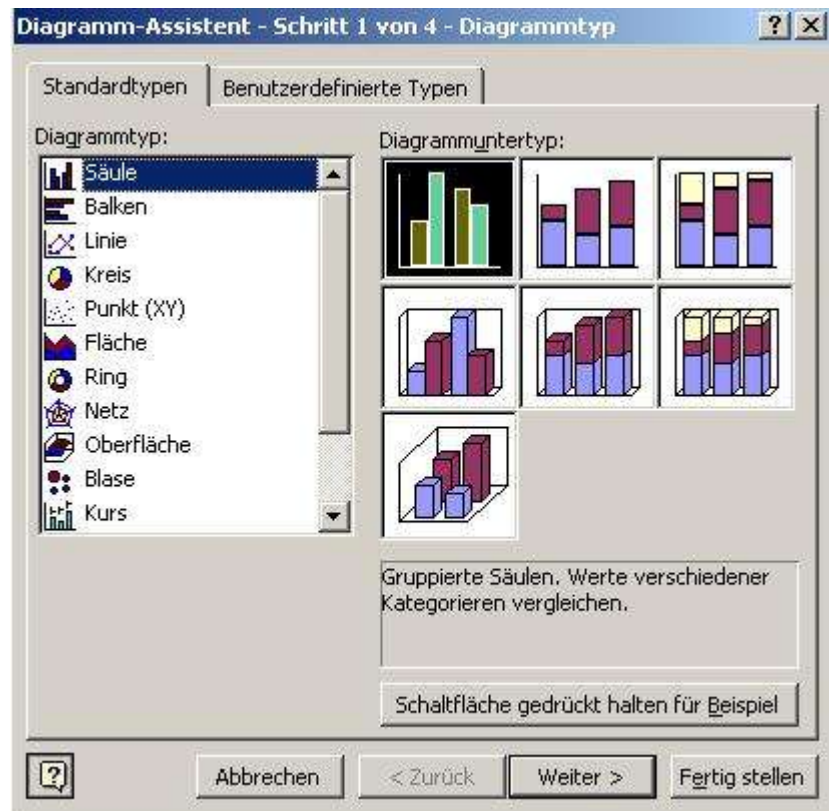 Diagramm-Assistent - Schritt 1 von 4 - Diagrammtyp
Standardtypen
Benutzerdefinierte Typen
Diagrammtyp:
Säule
Balken
Linie
Kreis
Punkt (XY)
Fläche
Ring
Netz
Oberfläche
Blase
Kurs
Diagrammuntertyp:
Gruppierte Säulen. Werte verschiedener
Kategorieren vergleichen.
Schaltfläche gedrückt halten für Beispiel
Abbrechen
< Zurück
Weiter >
Fertig stellen